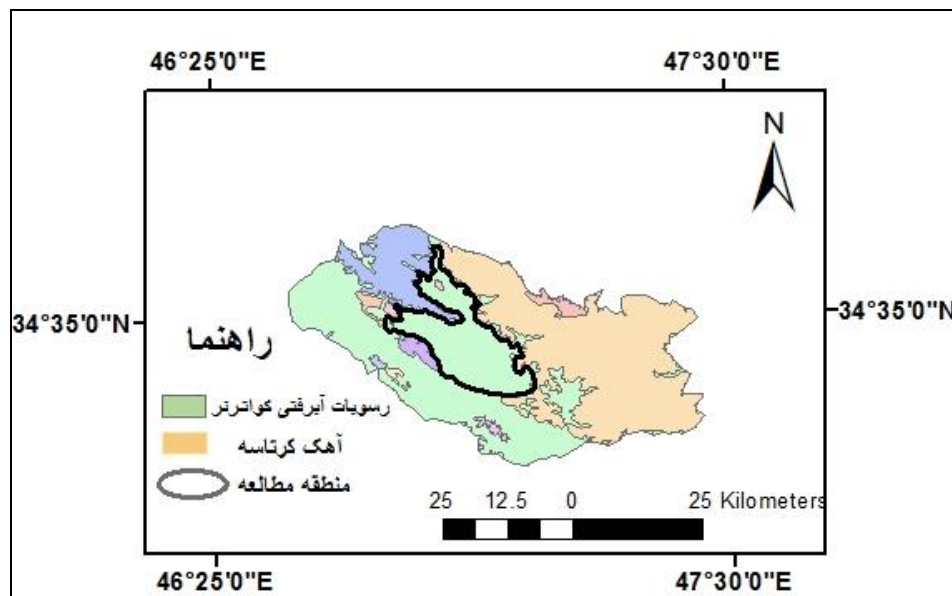 46°25'0"E 47°30'0"E
N
34°35'0"N 34°35'0"N
راهنما
رسوبات آبرفتی کواترنر
آهک کرتاسه
منطقه مطالعه
25 12.5 0 25 Kilometers
46°25'0"E 47°30'0"E